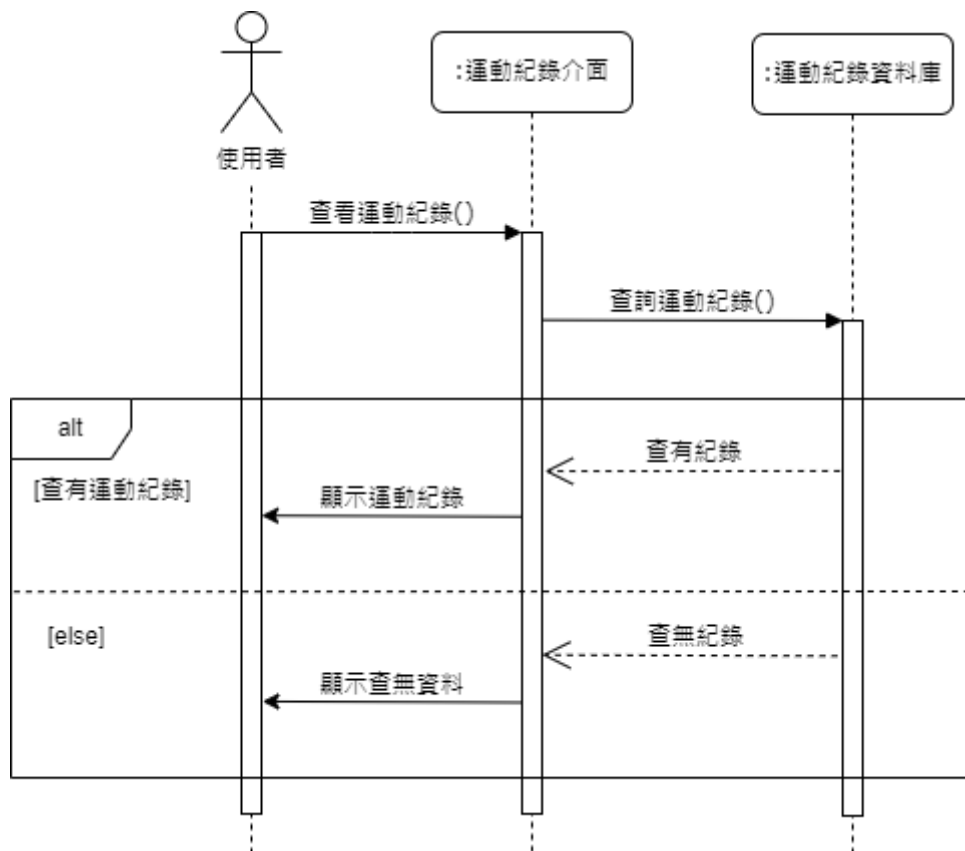 :運動紀錄介面
:運動紀錄資料庫
使用者
查看運動紀錄()
查詢運動紀錄()
alt
查有紀錄
[查有運動紀錄]
顯示運動紀錄
[else]
查無紀錄
顯示查無資料